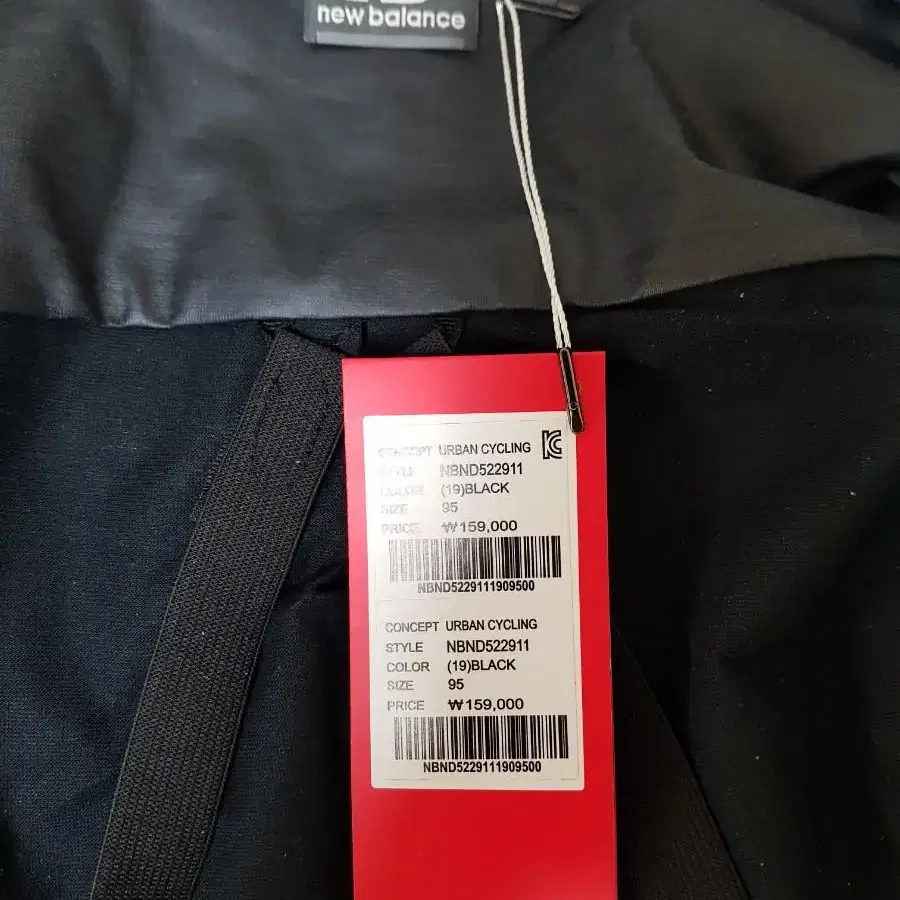 new balance
CONCEPT URBAN CYCLING
STYLE NBND522911
COLOR (19)BLACK
SIZE 95
PRICE ₩159,000
NBND5229111909500
CONCEPT URBAN CYCLING
STYLE NBND522911
COLOR (19)BLACK
SIZE 95
PRICE ₩159,000
NBND5229111909500